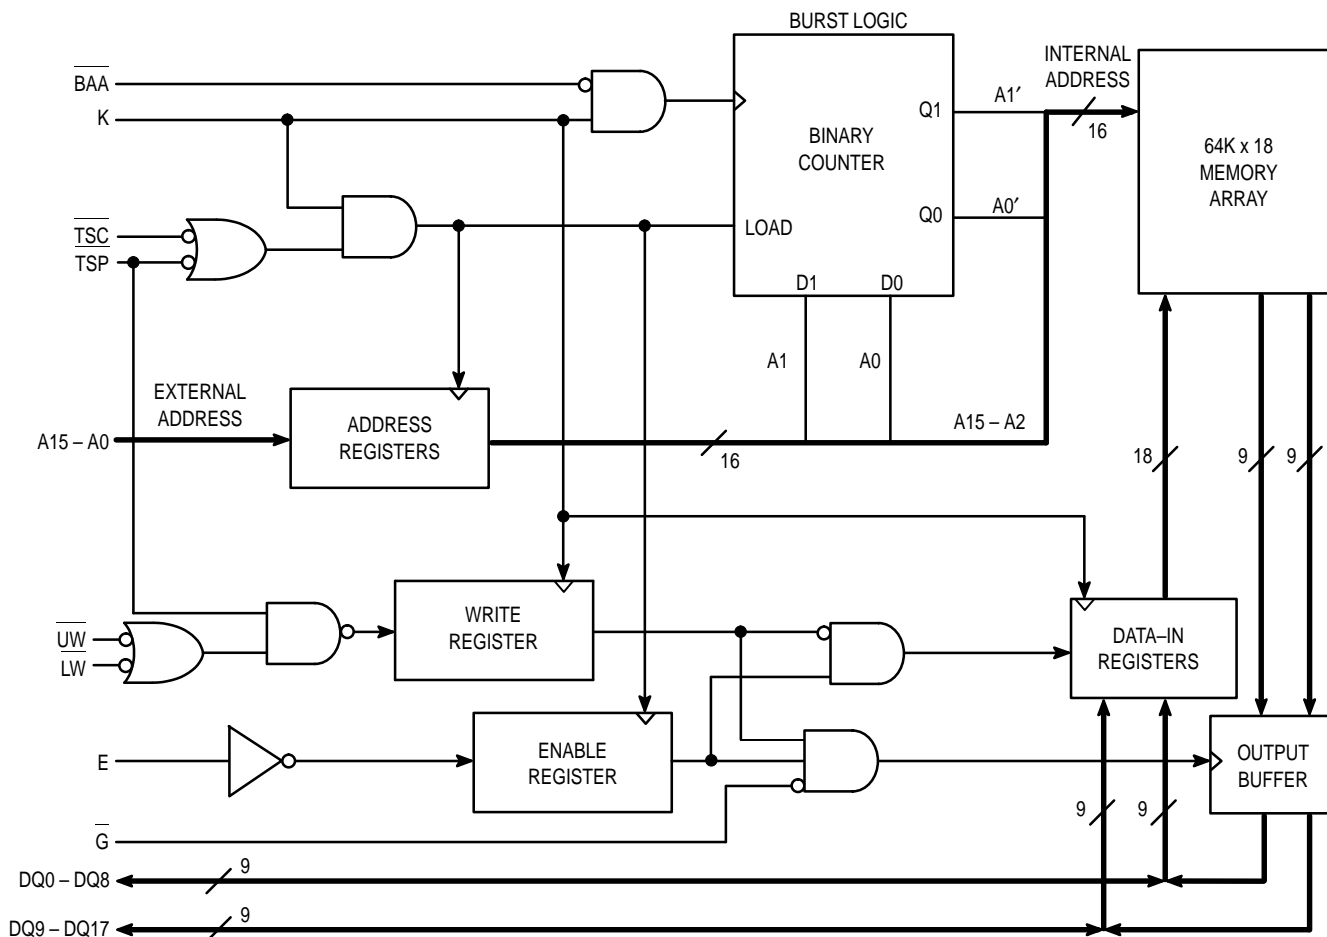 BURST LOGIC
BAA
K
TSC
TSP
BINARY
COUNTER
LOAD
Q1
Q0
D1
D0
A1′
A0′
INTERNAL
ADDRESS
16
64K x 18
MEMORY
ARRAY
A1
A0
EXTERNAL
ADDRESS
A15 – A0
ADDRESS
REGISTERS
16
A15 – A2
18
9
9
UW
LW
WRITE
REGISTER
DATA–IN
REGISTERS
E
ENABLE
REGISTER
OUTPUT
BUFFER
G
9
9
DQ0 – DQ8
9
DQ9 – DQ17
9